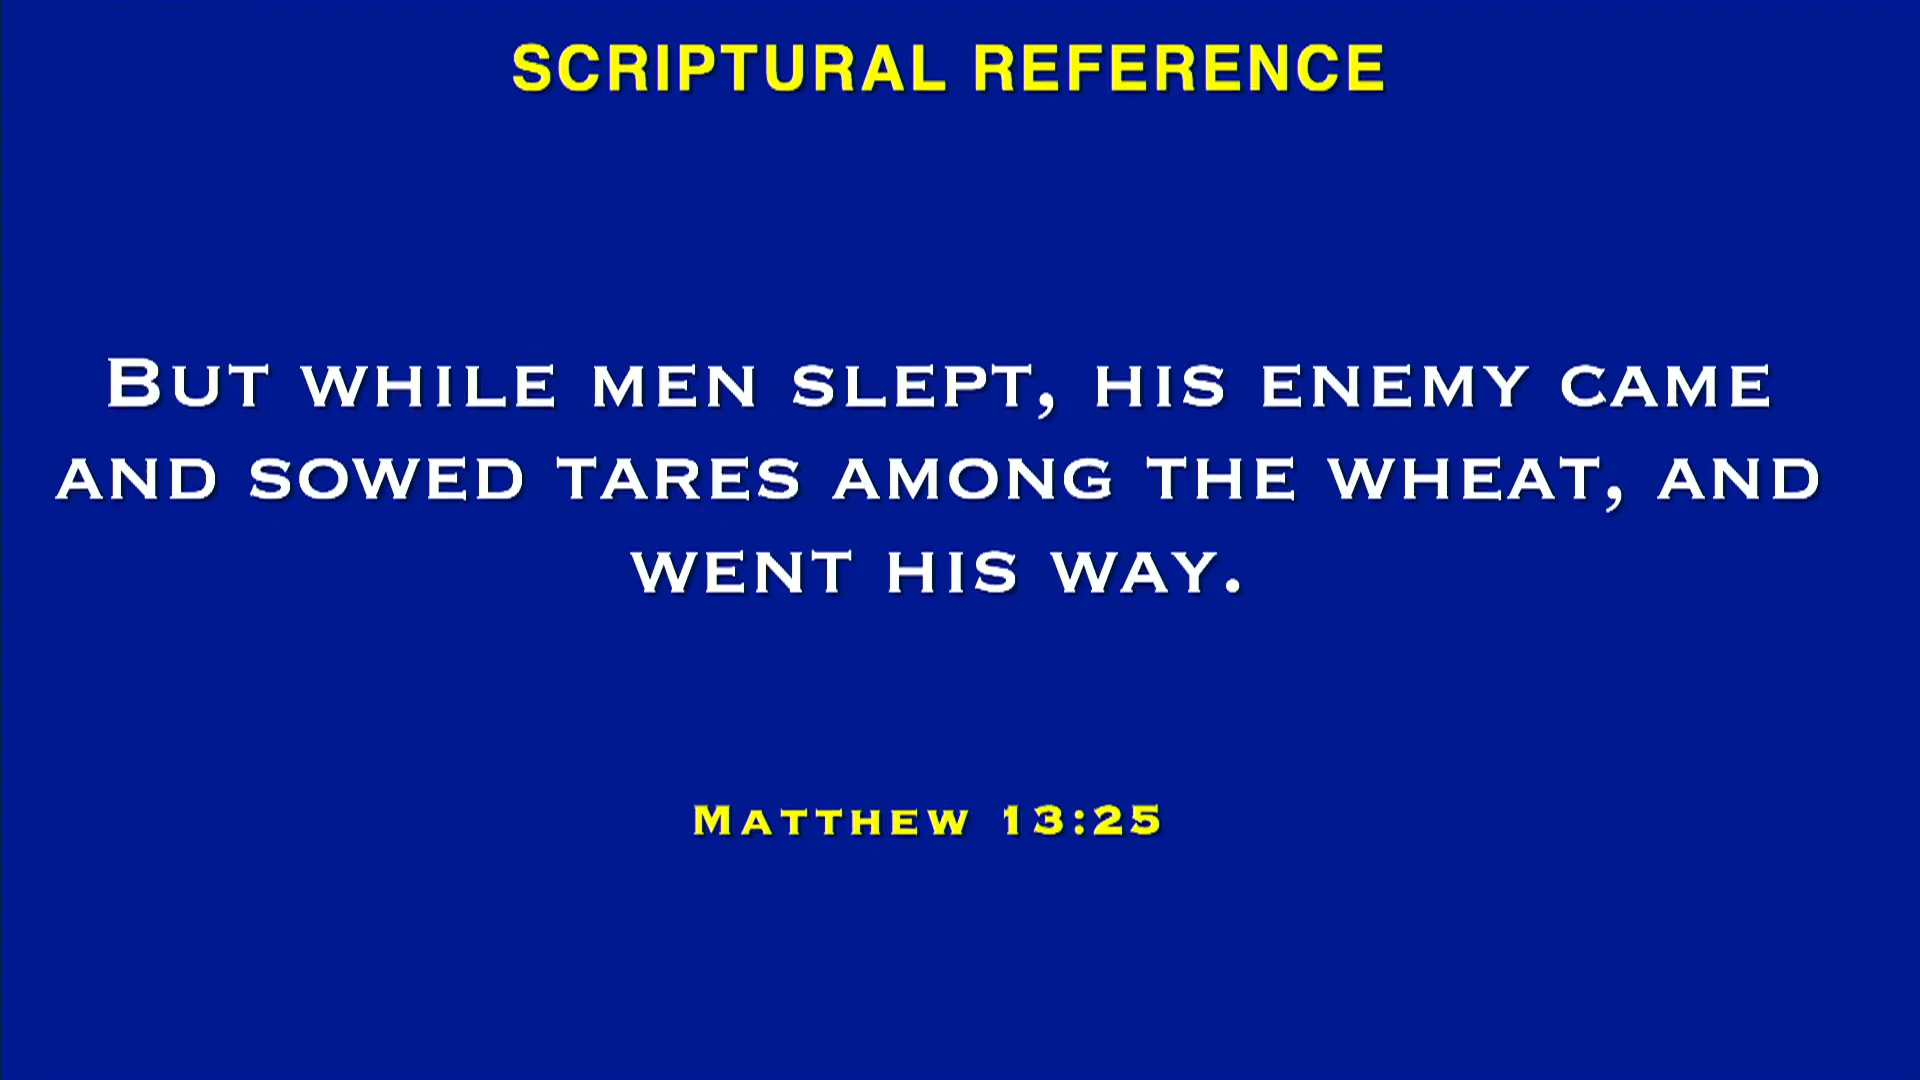 SCRIPTURAL REFERENCE
But while men slept, his enemy came
and sowed tares among the wheat, and
went his way.
Matthew 13:25